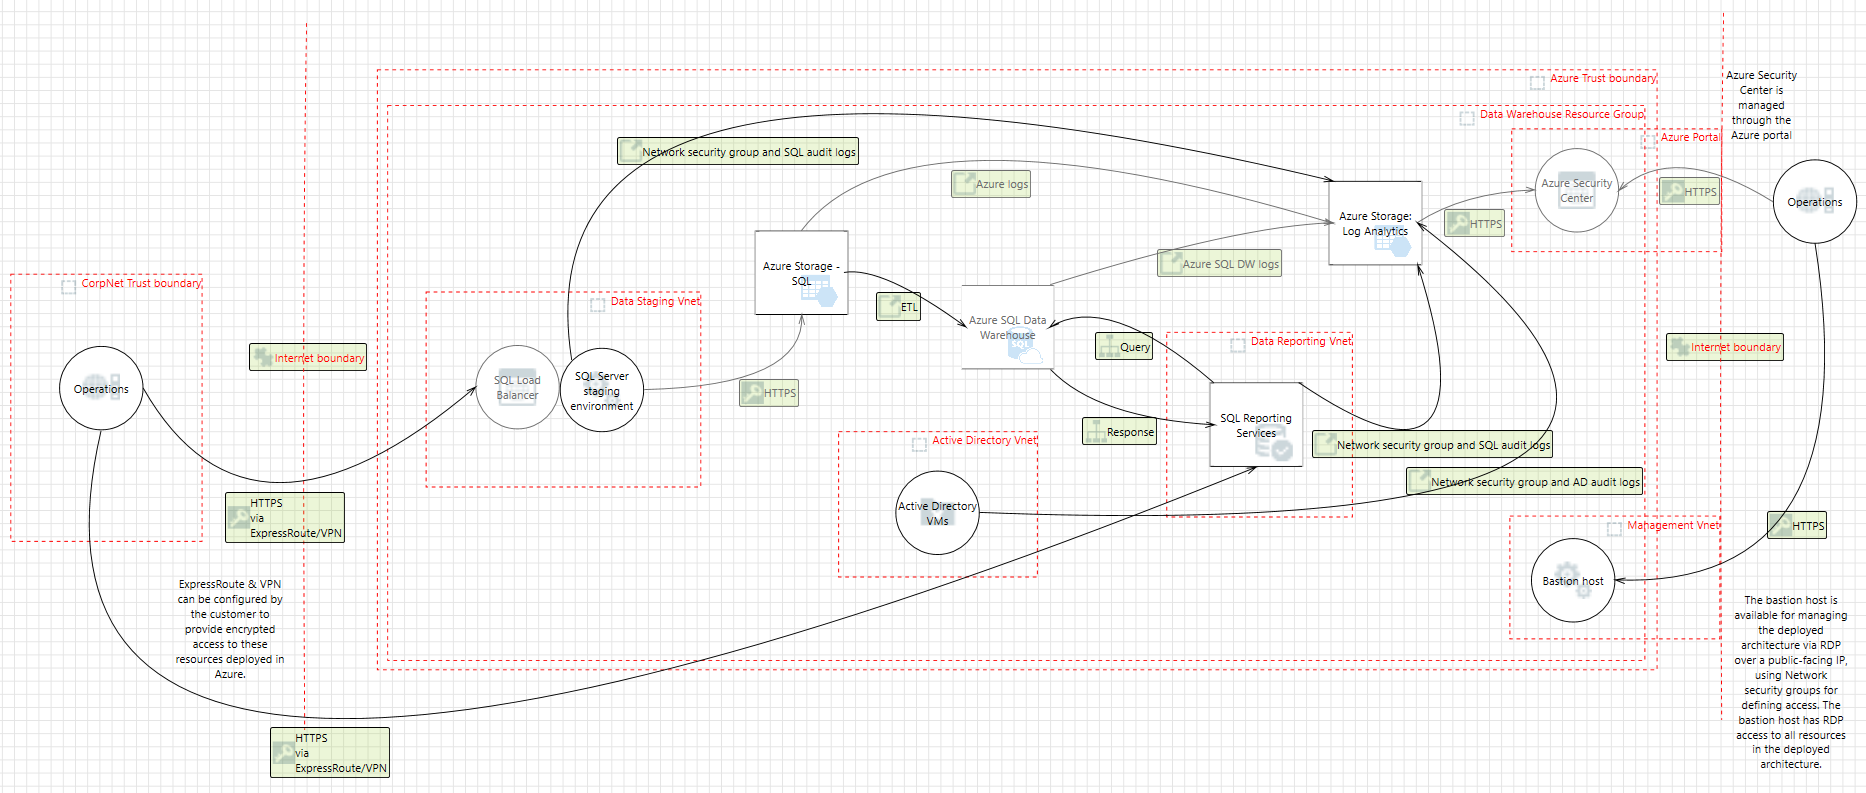 Azure Trust boundary
Azure Security
Center is
managed
through the
Azure portal
Data Warehouse Resource Group
Azure Portal
Network security group and SQL audit logs
Azure logs
Azure Security
Center
HTTPS
Operations
Azure Storage:
Log Analytics
HTTPS
Azure Storage -
SQL
Azure SQL DW logs
CorpNet Trust boundary
Data Staging Vnet
ETL
Azure SQL Data
Warehouse
Query
Data Reporting Vnet
Internet boundary
Internet boundary
Operations
SQL Load
Balancer
SQL Server
staging
environment
HTTPS
SQL Reporting
Services
Response
Active Directory Vnet
Network security group and SQL audit logs
Network security group and AD audit logs
HTTPS
via
ExpressRoute/VPN
Active Directory
VMs
Management Vnet
HTTPS
Bastion host
ExpressRoute & VPN
can be configured by
the customer to
provide encrypted
access to these
resources deployed in
Azure.
The bastion host is
available for managing
the deployed
architecture via RDP
over a public-facing IP,
using Network
security groups for
defining access. The
bastion host has RDP
access to all resources
in the deployed
architecture.
HTTPS
via
ExpressRoute/VPN